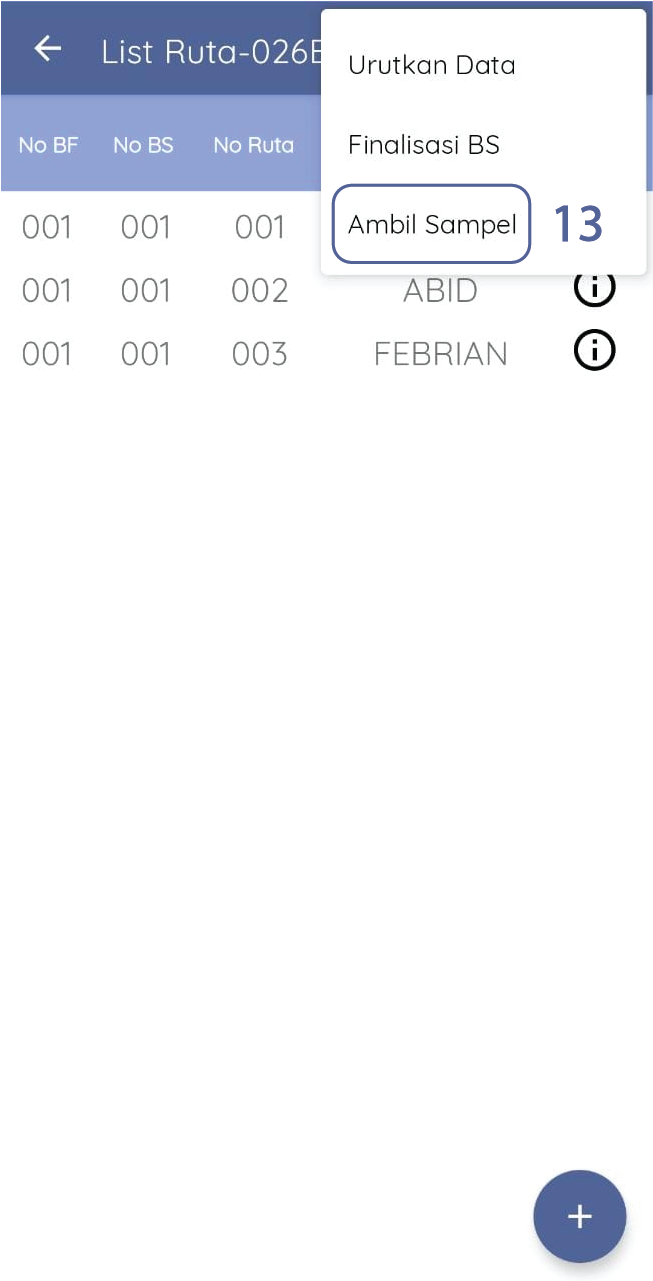 List Ruta-026B
Urutkan Data
No BF No BS No Ruta
Finalisasi BS
Ambil Sampel 13
001 001 001
001 001 002 ABID
001 001 003 FEBRIAN